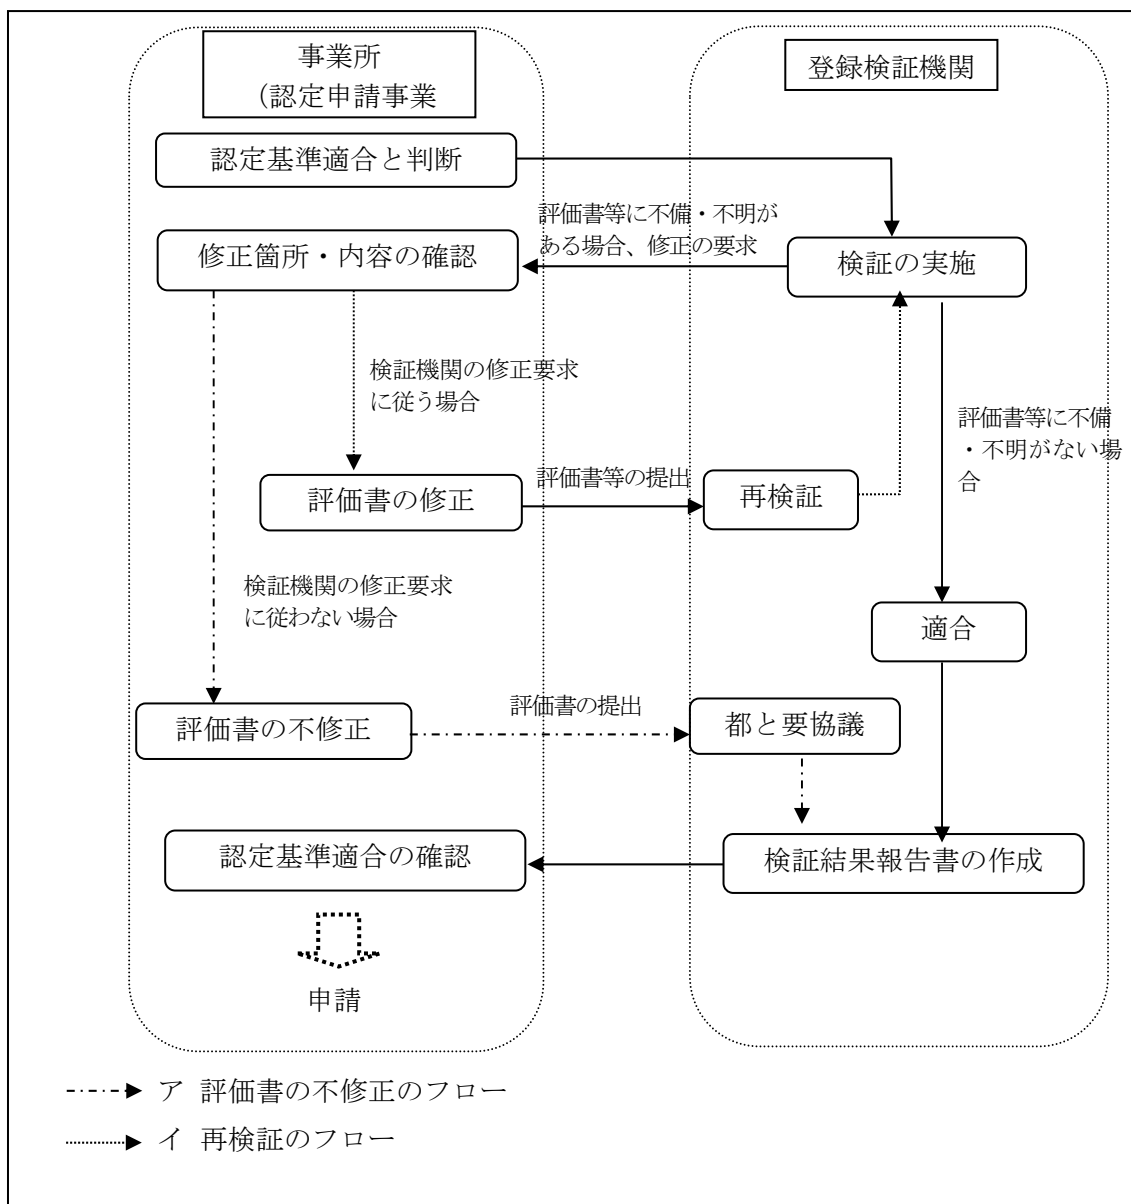 事業所
（認定申請事業
登録検証機関
認定基準適合と判断
評価書等に不備・不明が
ある場合、修正の要求
修正箇所・内容の確認
検証の実施
検証機関の修正要求
に従う場合
評価書等に不備
・不明がない場
合
評価書の修正
評価書等の提出
再検証
検証機関の修正要求
に従わない場合
適合
評価書の不修正
評価書の提出
都と要協議
認定基準適合の確認
検証結果報告書の作成
申請
ア 評価書の不修正のフロー
イ 再検証のフロー